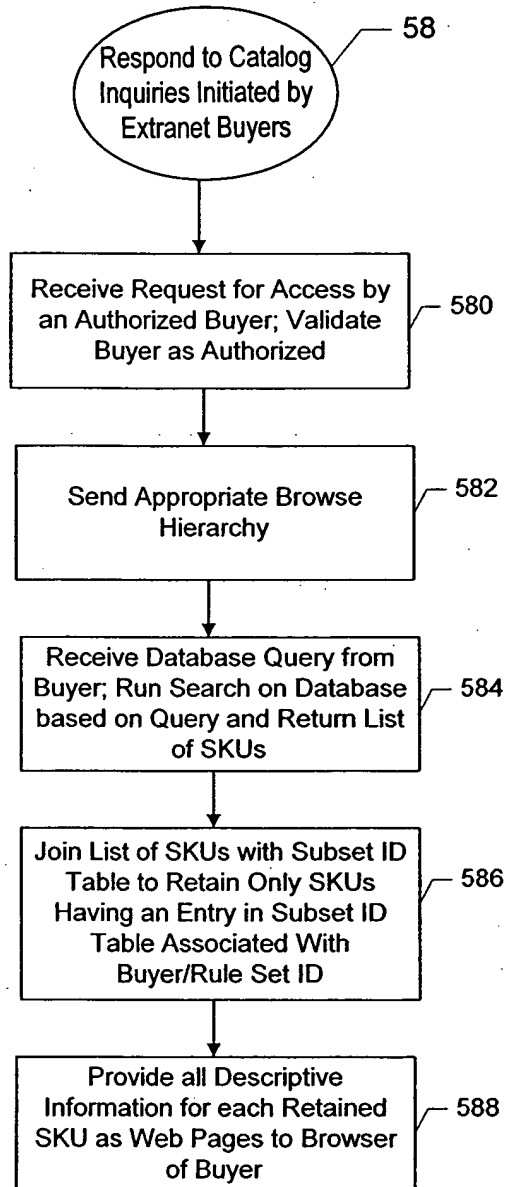 58
Respond to Catalog
Inquiries Initiated by
Extranet Buyers
Receive Request for Access by
an Authorized Buyer; Validate
Buyer as Authorized
580
Send Appropriate Browse
Hierarchy
582
Receive Database Query from
Buyer; Run Search on Database
based on Query and Return List
of SKUs
584
Join List of SKUs with Subset ID
Table to Retain Only SKUs
Having an Entry in Subset ID
Table Associated With
Buyer/Rule Set ID
586
Provide all Descriptive
Information for each Retained
SKU as Web Pages to Browser
of Buyer
588